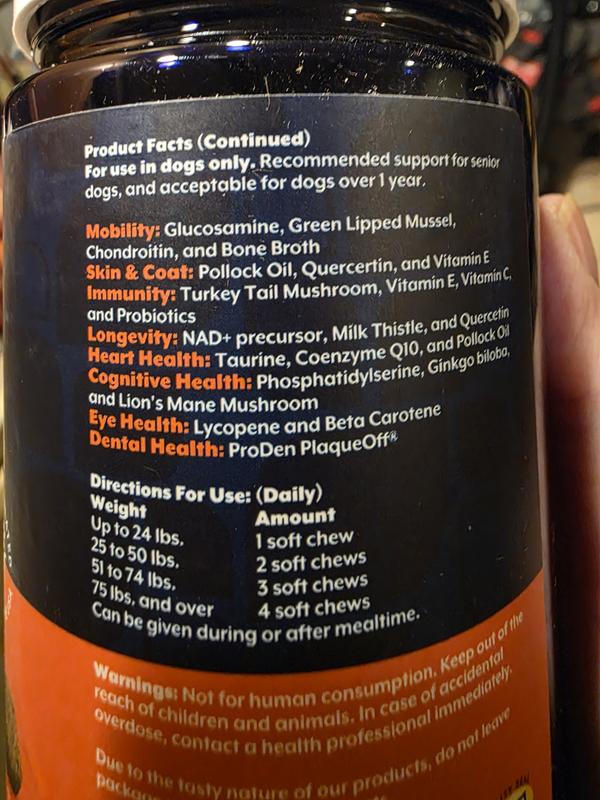 Product Facts (Continued)
For use in dogs only. Recommended support for senior
dogs, and acceptable for dogs over 1 year.
Mobility: Glucosamine, Green Lipped Mussel,
Chondroitin, and Bone Broth
Skin & Coat: Pollock Oil, Quercertin, and Vitamin E
Immunity: Turkey Tail Mushroom, Vitamin E, Vitamin C,
and Probiotics
Longevity: NAD+ precursor, Milk Thistle, and Quercetin
Heart Health: Taurine, Coenzyme Q10, and Pollock Oil
Cognitive Health: Phosphatidylserine, Ginkgo biloba,
and Lion's Mane Mushroom
Eye Health: Lycopene and Beta Carotene
Dental Health: ProDen PlaqueOff®
Directions For Use: (Daily)
Weight Amount
Up to 24 lbs. 1 soft chew
25 to 50 lbs. 2 soft chews
51 to 74 lbs. 3 soft chews
75 lbs. and over 4 soft chews
Can be given during or after mealtime.
Warnings: Not for human consumption. Keep out of the
reach of children and animals. In case of accidental
overdose, contact a health professional immediately.
Due to the tasty nature of our products, do not leave